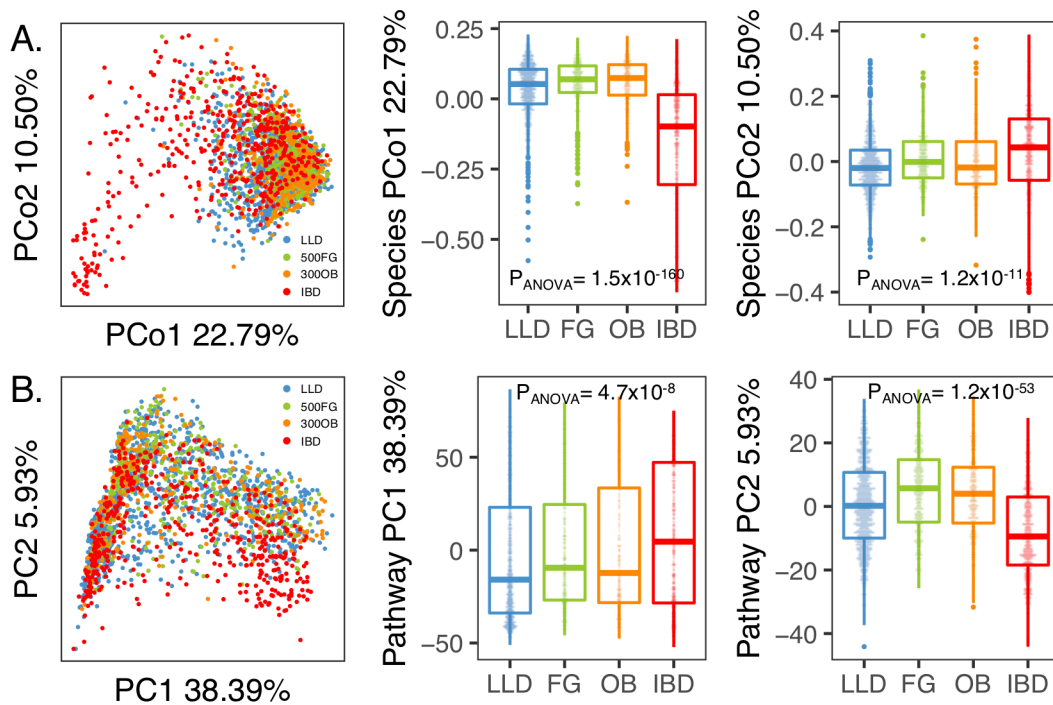 A.
PCo2 10.50%
LLD
500FG
300OB
IBD
PCo1 22.79%
Species PCo1 22.79%
0.25
0.00
−0.25
−0.50
PANOVA= 1.5x10-160
LLD FG OB IBD
Species PCo2 10.50%
0.4
0.2
0.0
−0.2
−0.4
PANOVA= 1.2x10-11
LLD FG OB IBD
B.
PC2 5.93%
LLD
500FG
300OB
IBD
PC1 38.39%
Pathway PC1 38.39%
50
0
−50
PANOVA= 4.7x10-8
LLD FG OB IBD
Pathway PC2 5.93%
40
20
0
−20
−40
PANOVA= 1.2x10-53
LLD FG OB IBD